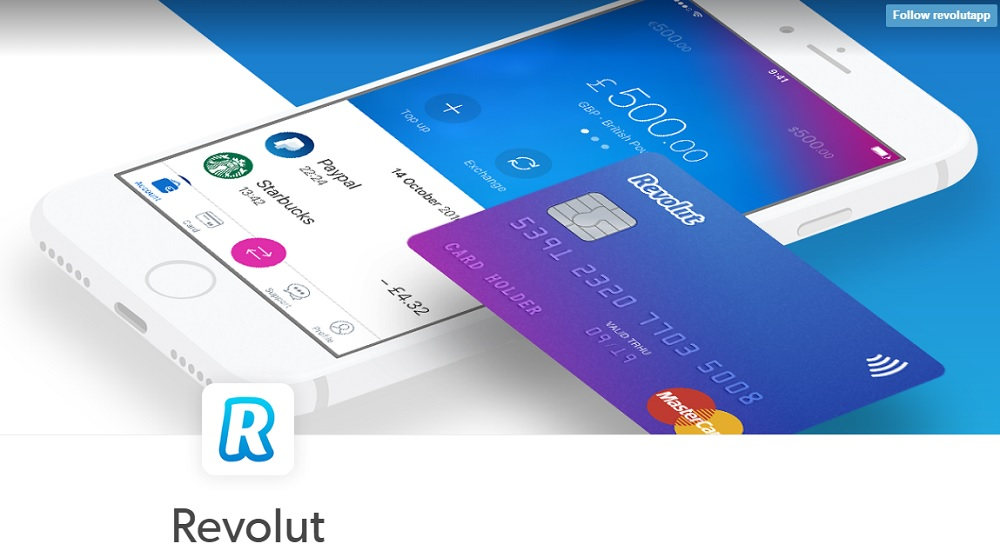 Follow revolutapp
£500.00
$500.00
9:41
£500.00
GBP - British Pou
Top up
Exchange
14 October 201
Paypal
22:24
Starbucks
13:42
- £4.32
Account
Card
Support
Profile
Revolut
5391 2320 7703 5008
CARD HOLDER
VALID TRHU
09/19
MasterCar
R
Revolut